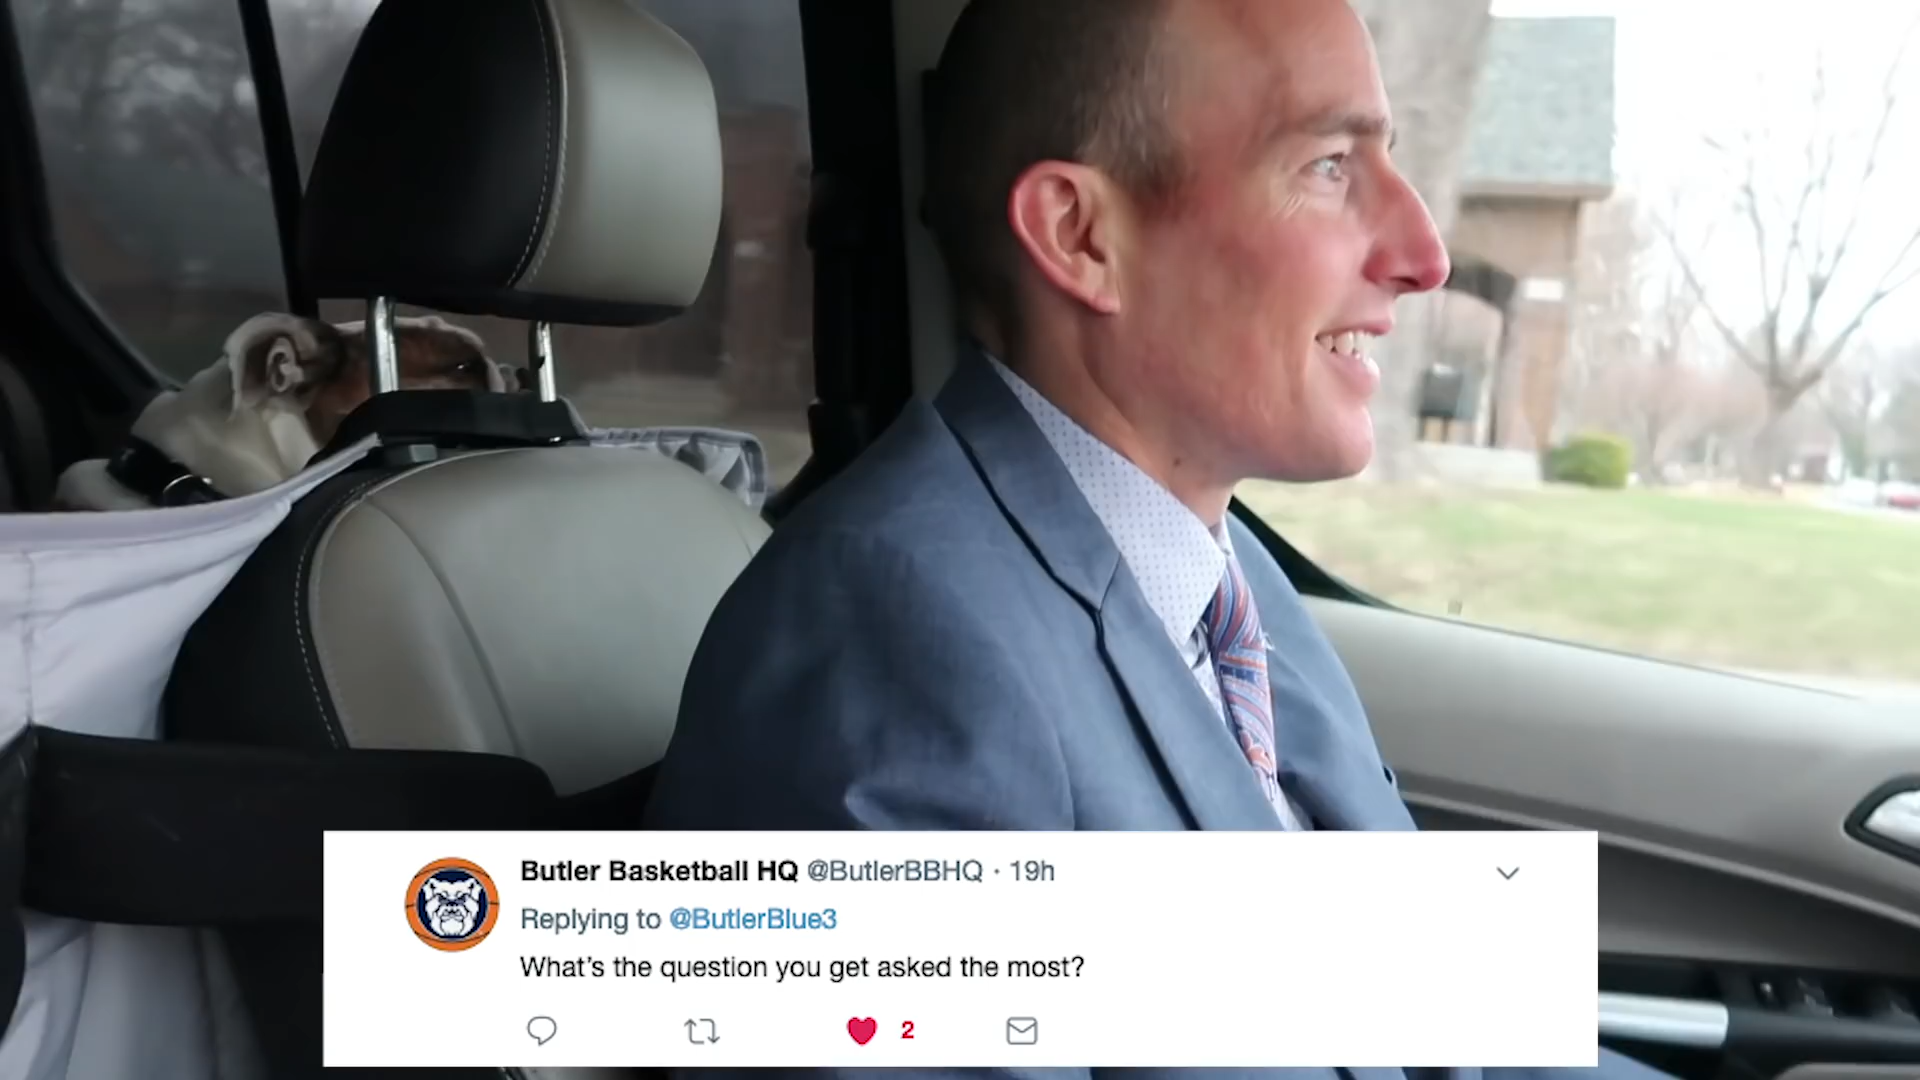 Butler Basketball HQ @ButlerBBHQ · 19h
Replying to @ButlerBlue3
What's the question you get asked the most?
2